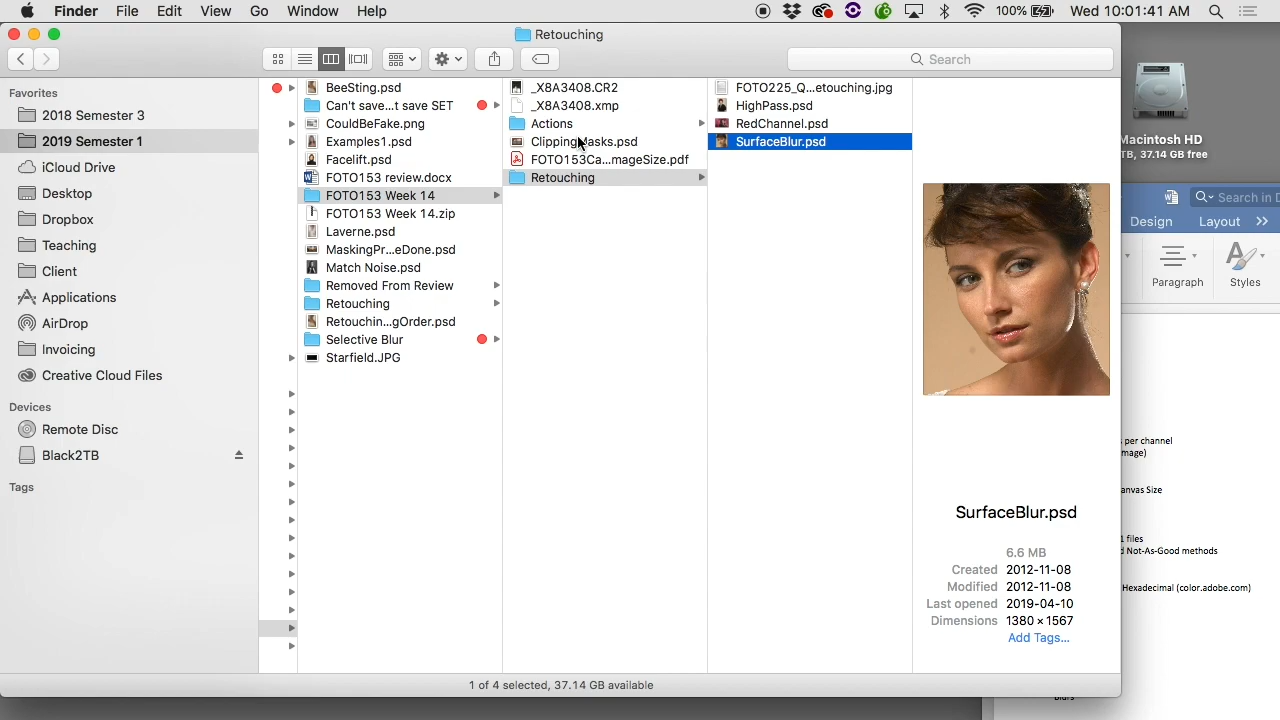 Finder File Edit View Go Window Help 100% Wed 10:01:41 AM
Retouching
Search
Favorites
2018 Semester 3
2019 Semester 1
iCloud Drive
Desktop
Dropbox
Teaching
Client
Applications
AirDrop
Invoicing
Creative Cloud Files
Devices
Remote Disc
Black2TB
Tags
BeeSting.psd
Can't save...t save SET
CouldBeFake.png
Examples1.psd
Facelift.psd
FOTO153 review.docx
FOTO153 Week 14
FOTO153 Week 14.zip
Laverne.psd
MaskingPr...eDone.psd
Match Noise.psd
Removed From Review
Retouching
Retouchin...gOrder.psd
Selective Blur
Starfield.JPG
_X8A3408.CR2
_X8A3408.xmp
Actions
ClippingMasks.psd
FOTO153Ca...mageSize.pdf
Retouching
FOTO225_Q...etouching.jpg
HighPass.psd
RedChannel.psd
SurfaceBlur.psd
SurfaceBlur.psd
6.6 MB
Created 2012-11-08
Modified 2012-11-08
Last opened 2019-04-10
Dimensions 1380 × 1567
Add Tags...
1 of 4 selected, 37.14 GB available
Macintosh HD
TB, 37.14 GB free
Search in D
Design Layout
Paragraph Styles
per channel
mage)
anvas Size
1 files
d Not-As-Good methods
Hexadecimal (color.adobe.com)
Blurs